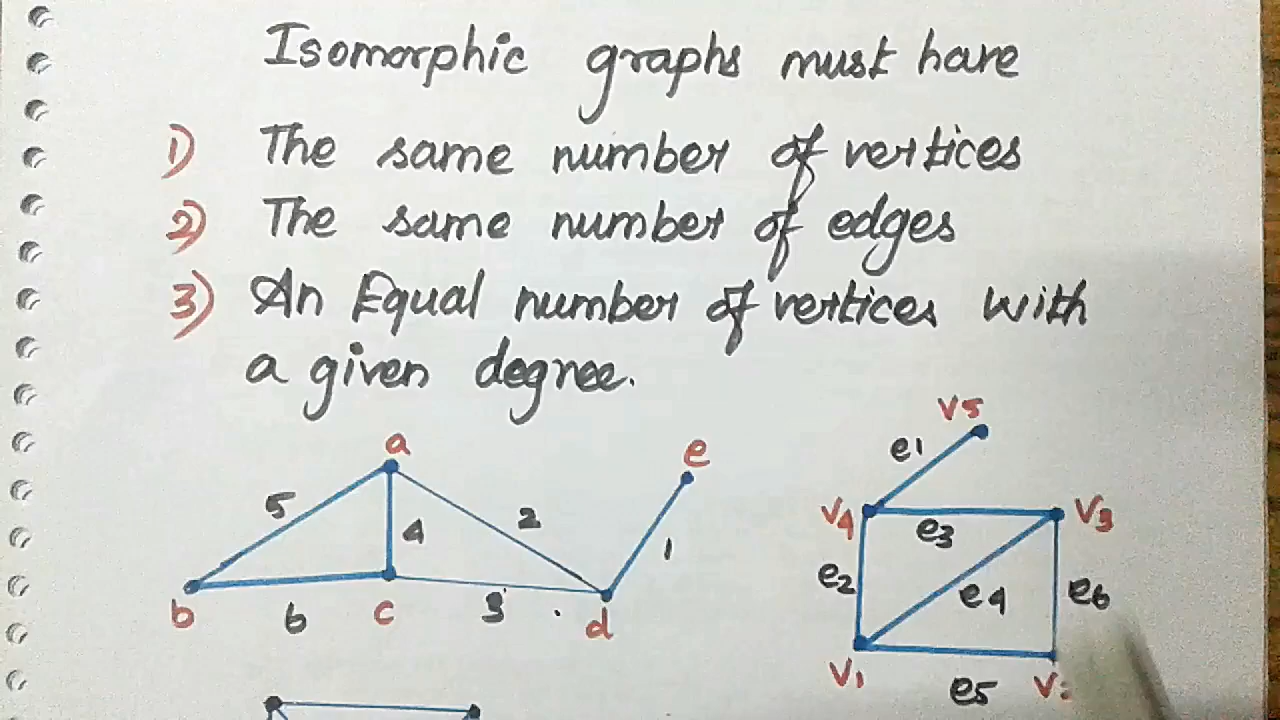 Isomorphic graphs must have
1) The same number of vertices
2) The same number of edges
3) An Equal number of vertices with
a given degree.
v5
a
e
e1
5
2
v4
v3
4
e3
1
e2
e4
e6
b
6
c
3
d
v1
e5